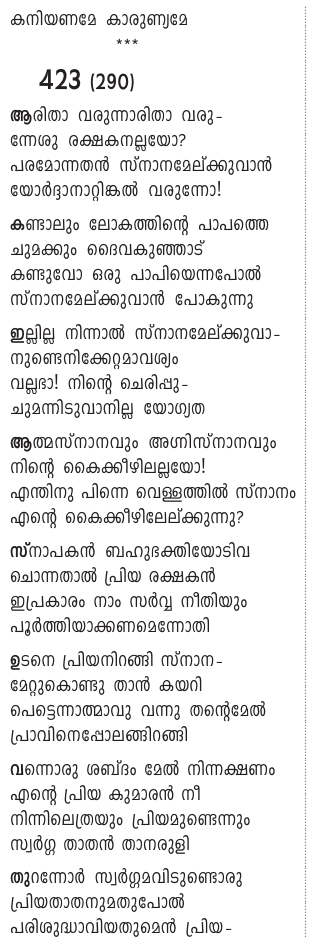 കനിയണമേ കാരുണ്യമേ
***
423 (290)
ആരിതാ വരുന്നാരിതാ വരു-
ന്നേശു രക്ഷകനല്ലയോ?
പരമോന്നതൻ സ്നാനമേല്ക്കുവാൻ
യോർദ്ദാനാറ്റിങ്കൽ വരുന്നോ!
കണ്ടാലും ലോകത്തിന്റെ പാപത്തെ
ചുമക്കും ദൈവകുഞ്ഞാട്
കണ്ടുവോ ഒരു പാപിയെന്നപോൽ
സ്നാനമേല്ക്കുവാൻ പോകുന്നു
ഇല്ലില്ല നിന്നാൽ സ്നാനമേല്ക്കുവാ-
നുണ്ടെനിക്കേറ്റമാവശ്യം
വല്ലഭാ! നിന്റെ ചെരിപ്പു-
ചുമന്നിടുവാനില്ല യോഗ്യത
ആത്മസ്നാനവും അഗ്നിസ്നാനവും
നിന്റെ കൈക്കീഴിലല്ലയോ!
എന്തിനു പിന്നെ വെള്ളത്തിൽ സ്നാനം
എന്റെ കൈക്കീഴിലേല്ക്കുന്നു?
സ്നാപകൻ ബഹുഭക്തിയോടിവ
ചൊന്നതാൽ പ്രിയ രക്ഷകൻ
ഇപ്രകാരം നാം സർവ്വ നീതിയും
പൂർത്തിയാക്കണമെന്നോതി
ഉടനെ പ്രിയനിറങ്ങി സ്നാന-
മേറ്റുകൊണ്ടു താൻ കയറി
പെട്ടെന്നാത്മാവു വന്നു തന്റെമേൽ
പ്രാവിനെപ്പോലങ്ങിറങ്ങി
വന്നൊരു ശബ്ദം മേൽ നിന്നക്ഷണം
എന്റെ പ്രിയ കുമാരൻ നീ
നിന്നിലെത്രയും പ്രിയമുണ്ടെന്നും
സ്വർഗ്ഗ താതൻ താനരുളി
തുറന്നോർ സ്വർഗ്ഗമവിടുണ്ടൊരു
പ്രിയതാതനുമതുപോൽ
പരിശുദ്ധാവിയതുമെൻ പ്രിയ-